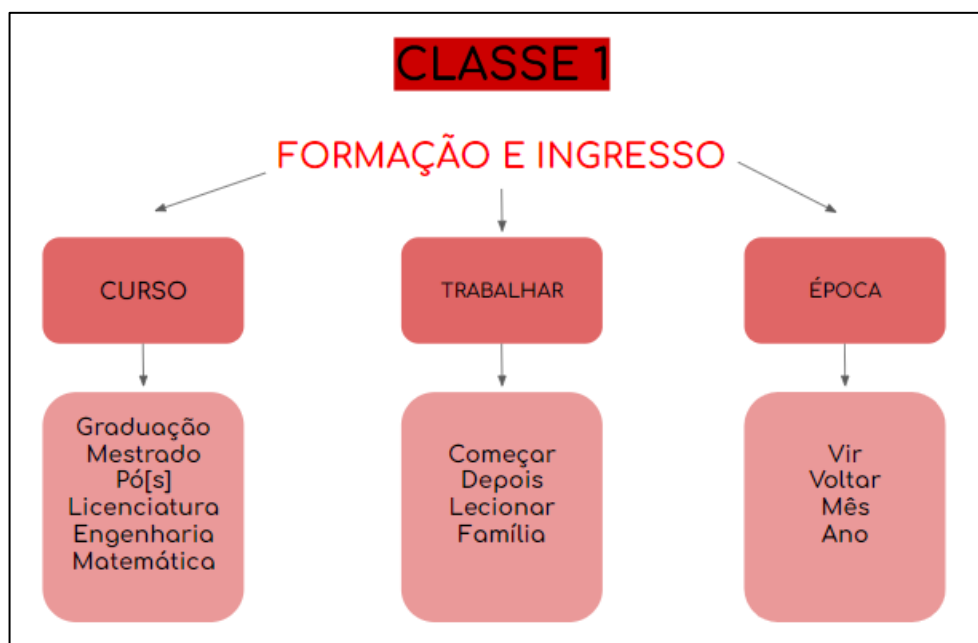 CLASSE 1
FORMAÇÃO E INGRESSO
CURSO
TRABALHAR
ÉPOCA
Graduação
Mestrado
Pó[s]
Licenciatura
Engenharia
Matemática
Começar
Depois
Lecionar
Família
Vir
Voltar
Mês
Ano